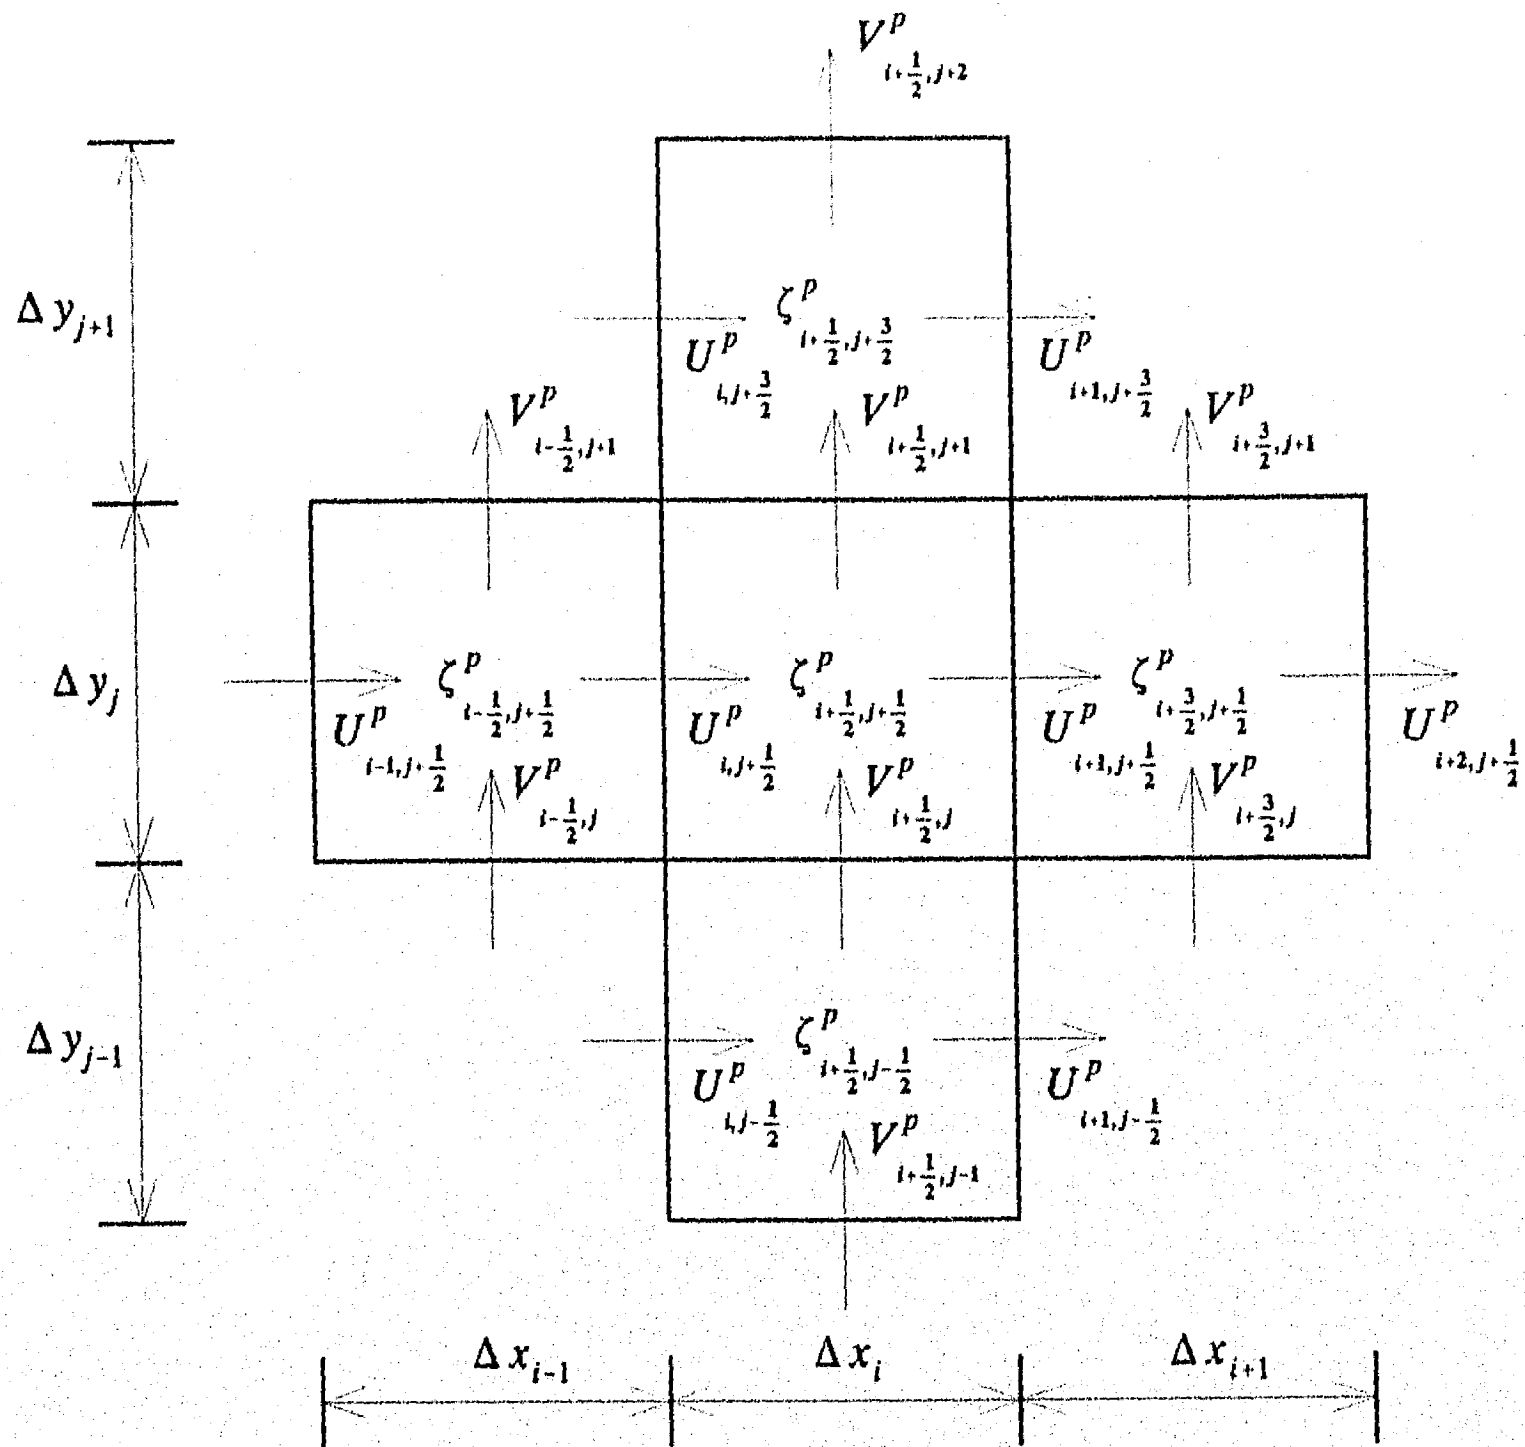 V^p_{i+1/2,j+2}
Δy_{j+1}
ζ^p_{i+1/2,j+3/2}
U^p_{i,j+3/2} U^p_{i+1,j+3/2}
V^p_{i-1/2,j+1} V^p_{i+1/2,j+1} V^p_{i+3/2,j+1}
Δy_j ζ^p_{i-1/2,j+1/2} ζ^p_{i+1/2,j+1/2} ζ^p_{i+3/2,j+1/2}
U^p_{i-1,j+1/2} U^p_{i,j+1/2} U^p_{i+1,j+1/2} U^p_{i+2,j+1/2}
V^p_{i-1/2,j} V^p_{i+1/2,j} V^p_{i+3/2,j}
Δy_{j-1} ζ^p_{i+1/2,j-1/2}
U^p_{i,j-1/2} U^p_{i+1,j-1/2}
V^p_{i+1/2,j-1}
Δx_{i-1} Δx_i Δx_{i+1}